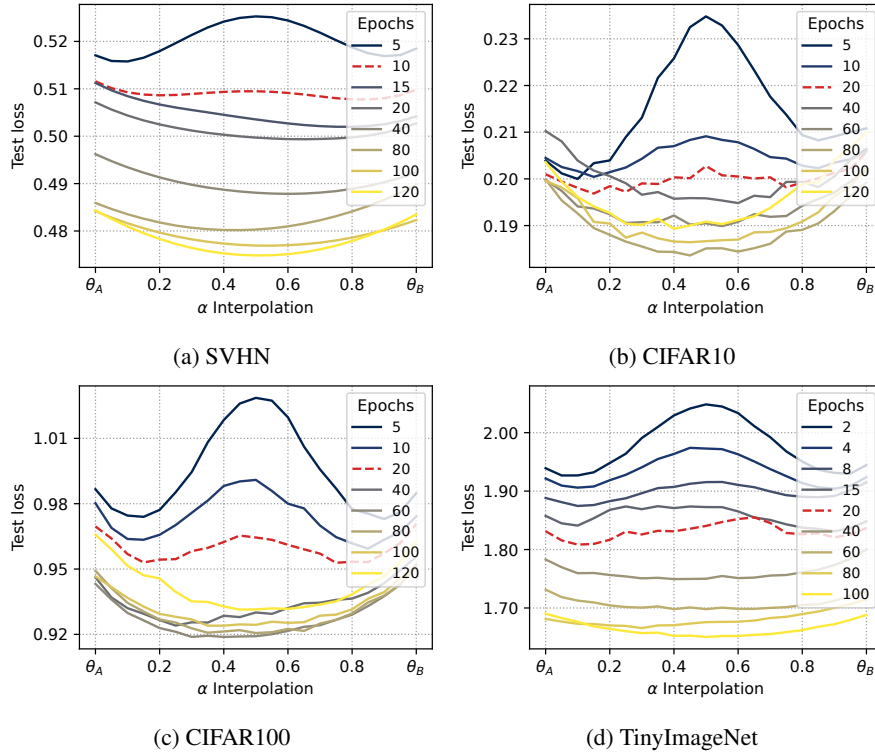 Epochs
5
10
15
20
40
80
100
120
0.52
0.51
0.50
0.49
0.48
Test loss
θ_A 0.2 0.4 0.6 0.8 θ_B
α Interpolation
(a) SVHN
Epochs
5
10
20
40
60
80
100
120
0.23
0.22
0.21
0.20
0.19
Test loss
θ_A 0.2 0.4 0.6 0.8 θ_B
α Interpolation
(b) CIFAR10
Epochs
5
10
20
40
60
80
100
120
1.01
0.98
0.95
0.92
Test loss
θ_A 0.2 0.4 0.6 0.8 θ_B
α Interpolation
(c) CIFAR100
Epochs
2
4
8
15
20
40
60
80
100
2.00
1.90
1.80
1.70
Test loss
θ_A 0.2 0.4 0.6 0.8 θ_B
α Interpolation
(d) TinyImageNet